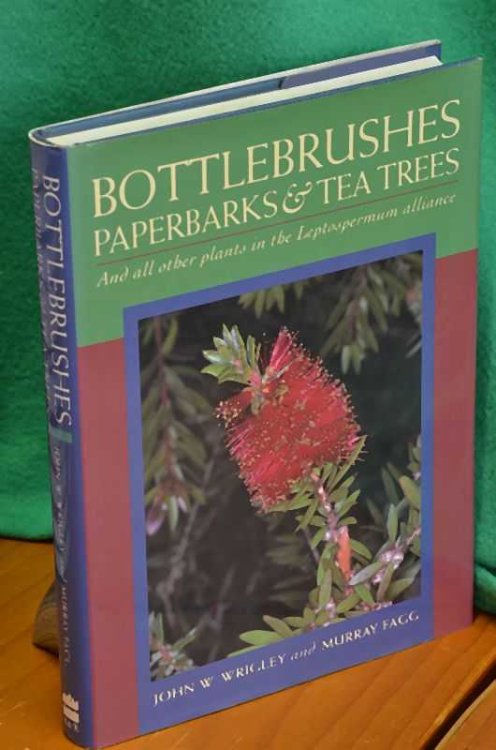 BOTTLEBRUSHES
PAPERBARKS & TEA TREES
And all other plants in the Leptospermum alliance
JOHN W. WRIGLEY and MURRAY FAGG
BOTTLEBRUSHES
JOHN W. WRIGLEY
MURRAY FAGG